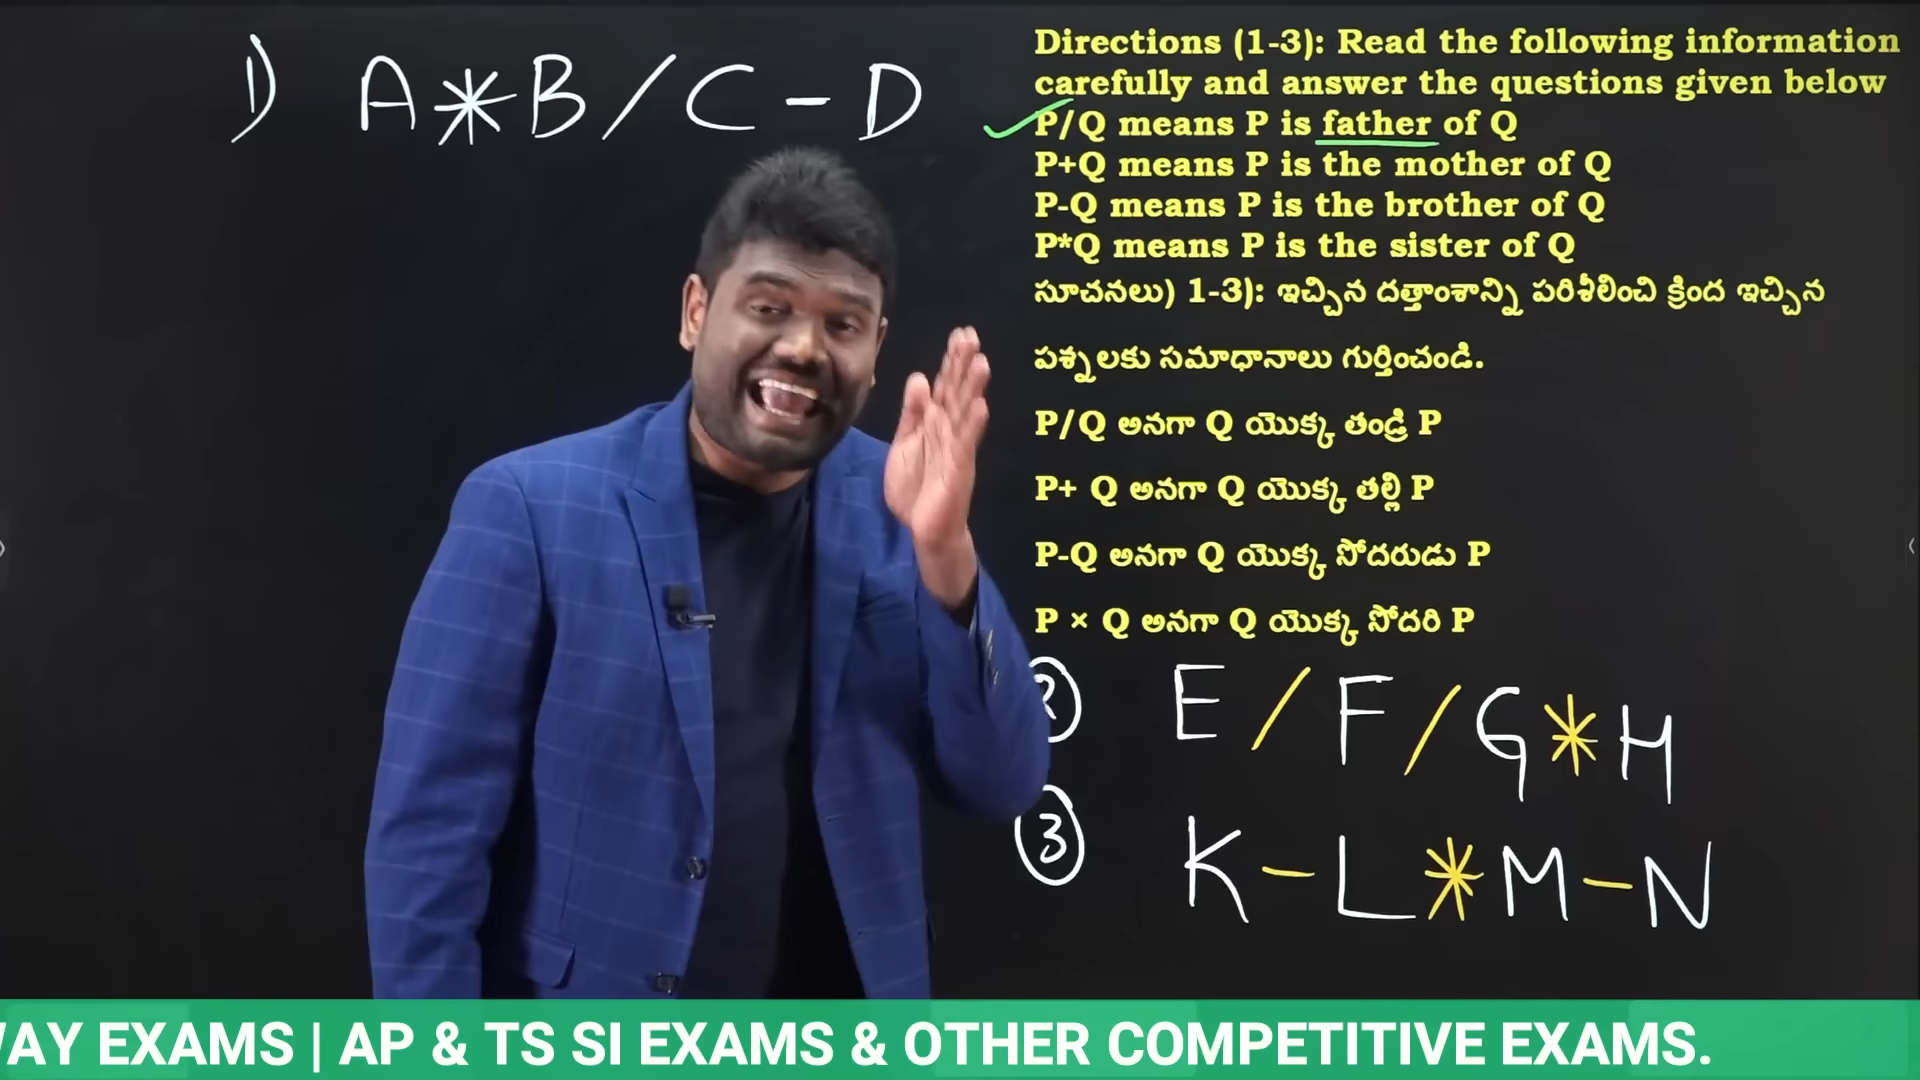 1) A*B/C-D
Directions (1-3): Read the following information
carefully and answer the questions given below
P/Q means P is father of Q
P+Q means P is the mother of Q
P-Q means P is the brother of Q
P*Q means P is the sister of Q
సూచనలు) 1-3): ఇచ్చిన దత్తాంశాన్ని పరిశీలించి క్రింద ఇచ్చిన
పశ్నలకు సమాధానాలు గుర్తించండి.
P/Q అనగా Q యొక్క తండ్రి P
P+ Q అనగా Q యొక్క తల్లి P
P-Q అనగా Q యొక్క సోదరుడు P
P × Q అనగా Q యొక్క సోదరి P
2 E/F/G*H
3 K-L*M-N
WAY EXAMS | AP & TS SI EXAMS & OTHER COMPETITIVE EXAMS.